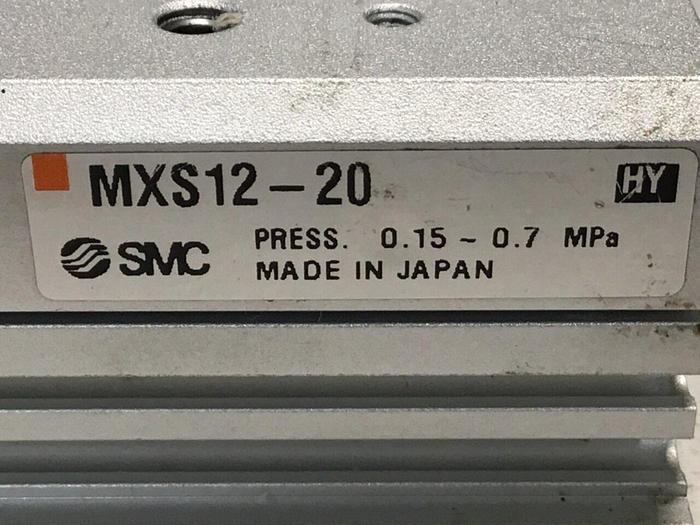 MXS12-20
HY
SMC
PRESS. 0.15 ~ 0.7 MPa
MADE IN JAPAN